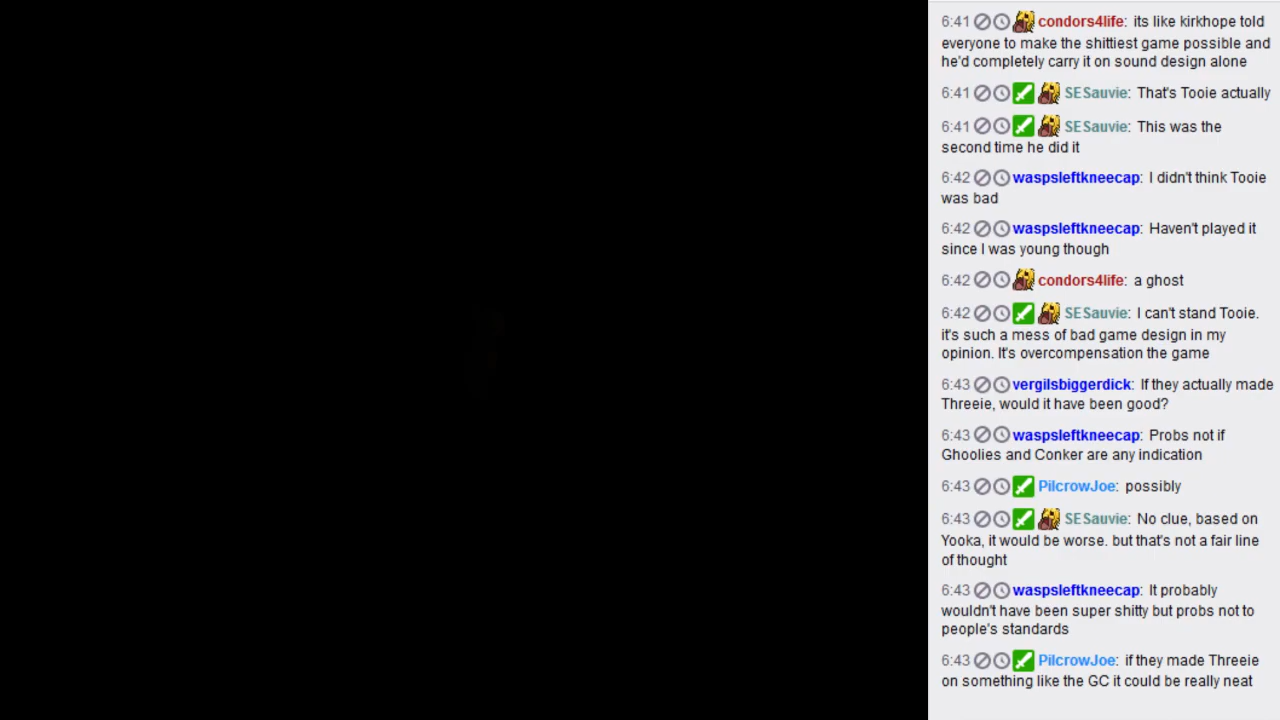 6:41 condors4life: its like kirkhope told
everyone to make the shittiest game possible and
he'd completely carry it on sound design alone
6:41 SESauvie: That's Tooie actually
6:41 SESauvie: This was the
second time he did it
6:42 waspsleftkneecap: I didn't think Tooie
was bad
6:42 waspsleftkneecap: Haven't played it
since I was young though
6:42 condors4life: a ghost
6:42 SESauvie: I can't stand Tooie.
it's such a mess of bad game design in my
opinion. It's overcompensation the game
6:43 vergilsbiggerdick: If they actually made
Threeie, would it have been good?
6:43 waspsleftkneecap: Probs not if
Ghoolies and Conker are any indication
6:43 PilcrowJoe: possibly
6:43 SESauvie: No clue, based on
Yooka, it would be worse. but that's not a fair line
of thought
6:43 waspsleftkneecap: It probably
wouldn't have been super shitty but probs not to
people's standards
6:43 PilcrowJoe: if they made Threeie
on something like the GC it could be really neat